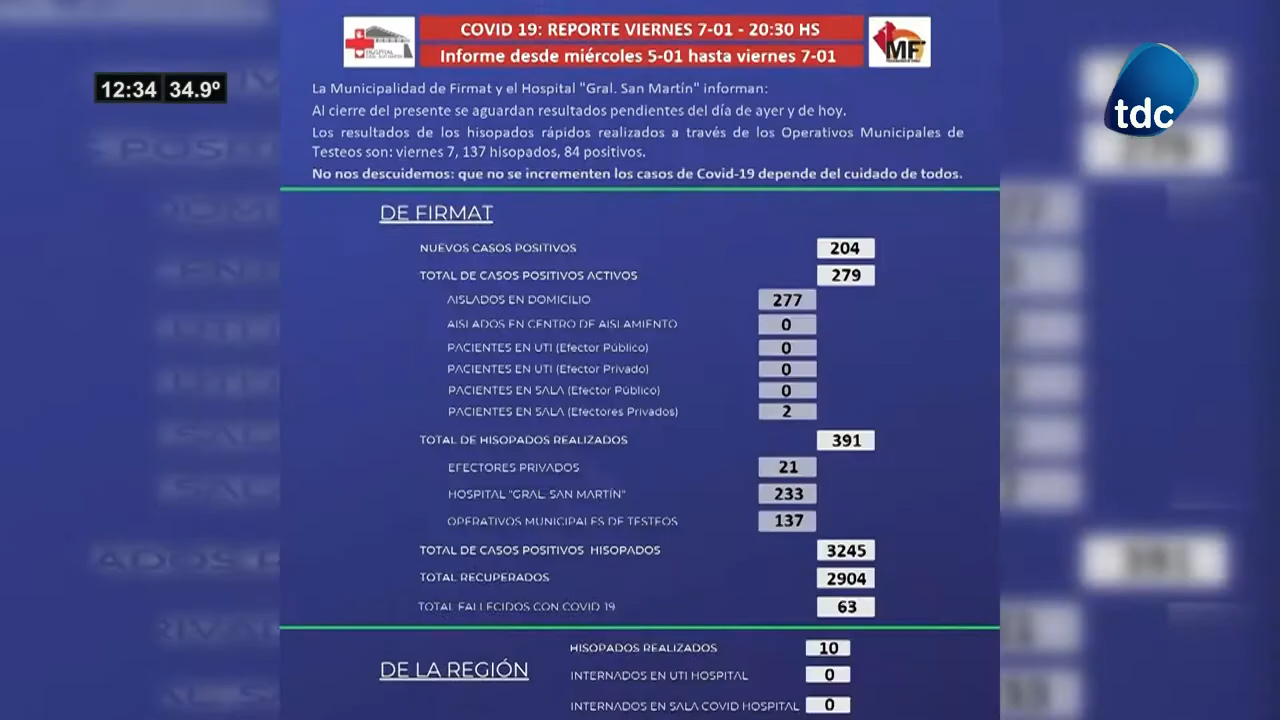 COVID 19: REPORTE VIERNES 7-01 - 20:30 HS
Informe desde miércoles 5-01 hasta viernes 7-01
MF
12:34 34.9º
tdc
La Municipalidad de Firmat y el Hospital "Gral. San Martín" informan:
Al cierre del presente se aguardan resultados pendientes del día de ayer y de hoy.
Los resultados de los hisopados rápidos realizados a través de los Operativos Municipales de
Testeos son: viernes 7, 137 hisopados, 84 positivos.
No nos descuidemos: que no se incrementen los casos de Covid-19 depende del cuidado de todos.
DE FIRMAT
NUEVOS CASOS POSITIVOS 204
TOTAL DE CASOS POSITIVOS ACTIVOS 279
AISLADOS EN DOMICILIO 277
AISLADOS EN CENTRO DE AISLAMIENTO 0
PACIENTES EN UTI (Efector Público) 0
PACIENTES EN UTI (Efector Privado) 0
PACIENTES EN SALA (Efector Público) 0
PACIENTES EN SALA (Efectores Privados) 2
TOTAL DE HISOPADOS REALIZADOS 391
EFECTORES PRIVADOS 21
HOSPITAL "GRAL. SAN MARTÍN" 233
OPERATIVOS MUNICIPALES DE TESTEOS 137
TOTAL DE CASOS POSITIVOS HISOPADOS 3245
TOTAL RECUPERADOS 2904
TOTAL FALLECIDOS CON COVID 19 63
DE LA REGIÓN
HISOPADOS REALIZADOS 10
INTERNADOS EN UTI HOSPITAL 0
INTERNADOS EN SALA COVID HOSPITAL 0